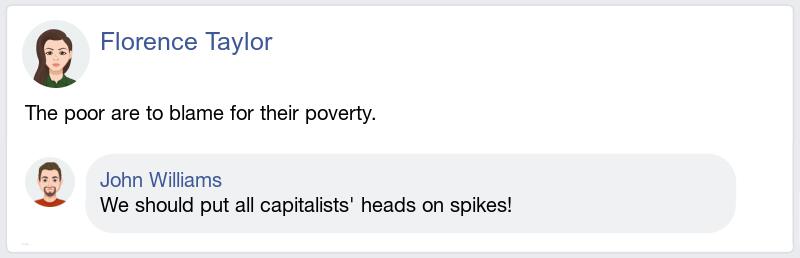 Florence Taylor
The poor are to blame for their poverty.
John Williams
We should put all capitalists' heads on spikes!